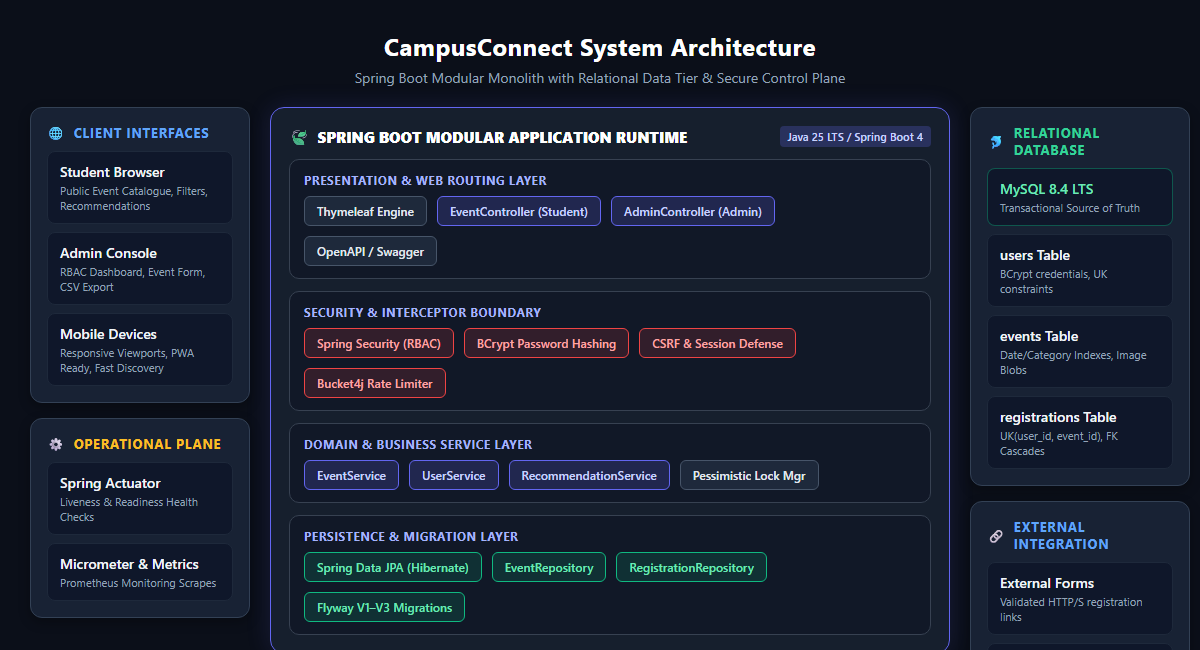 CampusConnect System Architecture
Spring Boot Modular Monolith with Relational Data Tier & Secure Control Plane
CLIENT INTERFACES
Student Browser
Public Event Catalogue, Filters,
Recommendations
Admin Console
RBAC Dashboard, Event Form,
CSV Export
Mobile Devices
Responsive Viewports, PWA
Ready, Fast Discovery
OPERATIONAL PLANE
Spring Actuator
Liveness & Readiness Health
Checks
Micrometer & Metrics
Prometheus Monitoring Scrapes
SPRING BOOT MODULAR APPLICATION RUNTIME
Java 25 LTS / Spring Boot 4
PRESENTATION & WEB ROUTING LAYER
Thymeleaf Engine
EventController (Student)
AdminController (Admin)
OpenAPI / Swagger
SECURITY & INTERCEPTOR BOUNDARY
Spring Security (RBAC)
BCrypt Password Hashing
CSRF & Session Defense
Bucket4j Rate Limiter
DOMAIN & BUSINESS SERVICE LAYER
EventService
UserService
RecommendationService
Pessimistic Lock Mgr
PERSISTENCE & MIGRATION LAYER
Spring Data JPA (Hibernate)
EventRepository
RegistrationRepository
Flyway V1–V3 Migrations
RELATIONAL
DATABASE
MySQL 8.4 LTS
Transactional Source of Truth
users Table
BCrypt credentials, UK
constraints
events Table
Date/Category Indexes, Image
Blobs
registrations Table
UK(user_id, event_id), FK
Cascades
EXTERNAL
INTEGRATION
External Forms
Validated HTTP/S registration
links